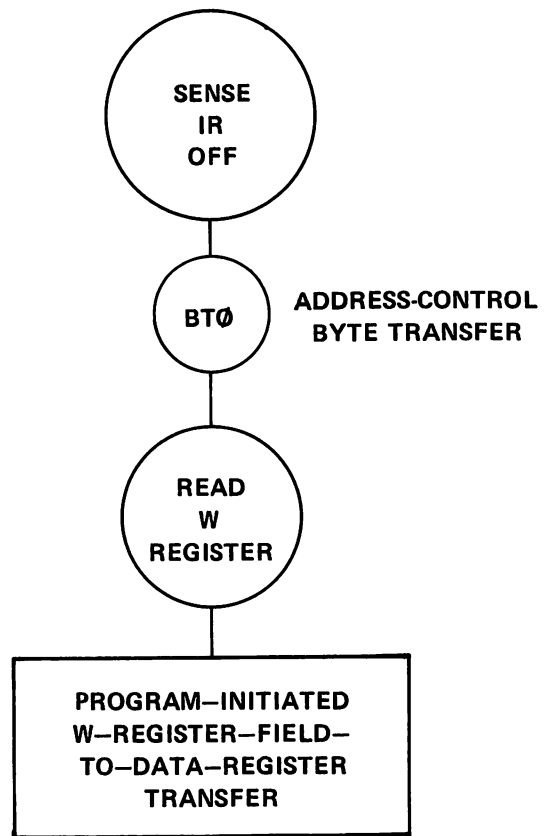 SENSE
IR
OFF
BTØ
ADDRESS-CONTROL
BYTE TRANSFER
READ
W
REGISTER
PROGRAM–INITIATED
W–REGISTER–FIELD–
TO–DATA–REGISTER
TRANSFER